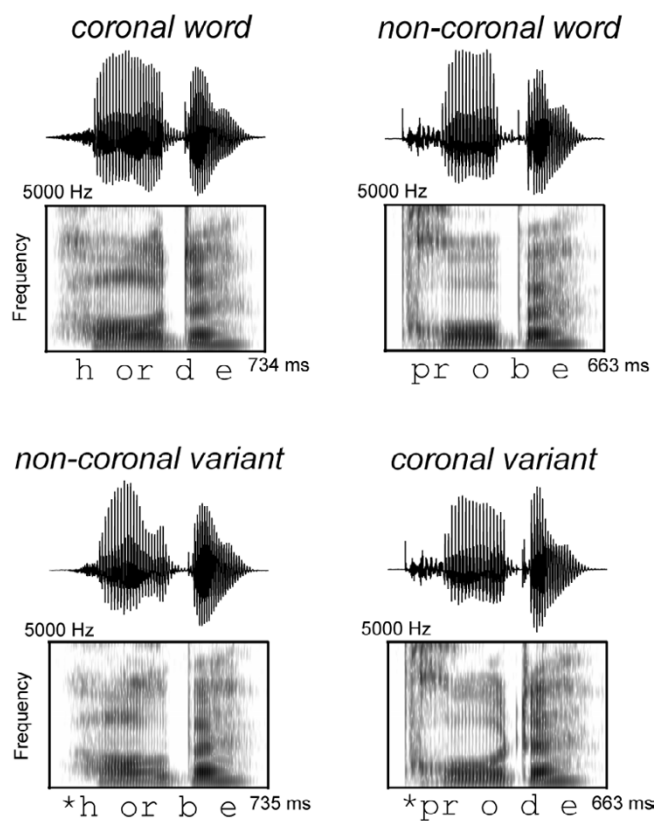 coronal word
non-coronal word
5000 Hz
5000 Hz
Frequency
h or d e 734 ms
pr o b e 663 ms
non-coronal variant
coronal variant
5000 Hz
5000 Hz
Frequency
*h or b e 735 ms
*pr o d e 663 ms